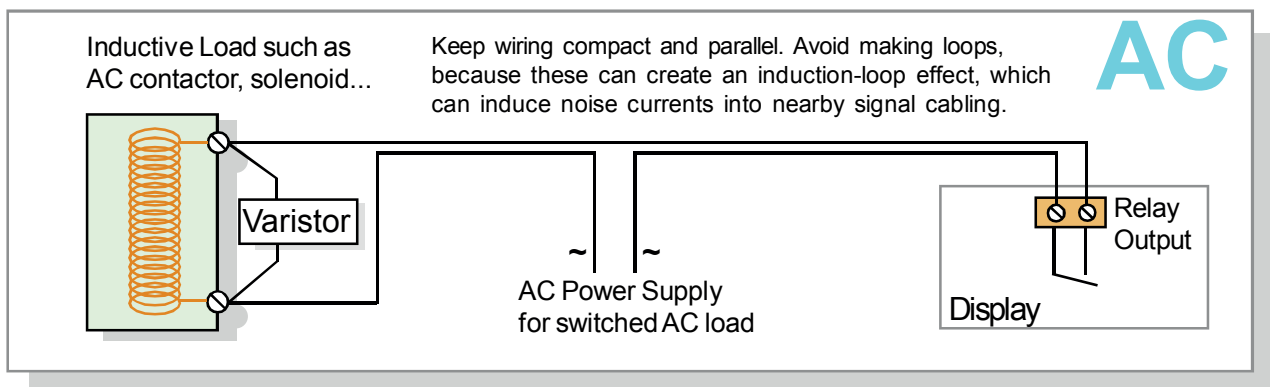 Inductive Load such as
AC contactor, solenoid...
Keep wiring compact and parallel. Avoid making loops,
because these can create an induction-loop effect, which
can induce noise currents into nearby signal cabling.
AC
Varistor
~ ~
AC Power Supply
for switched AC load
Relay
Output
Display